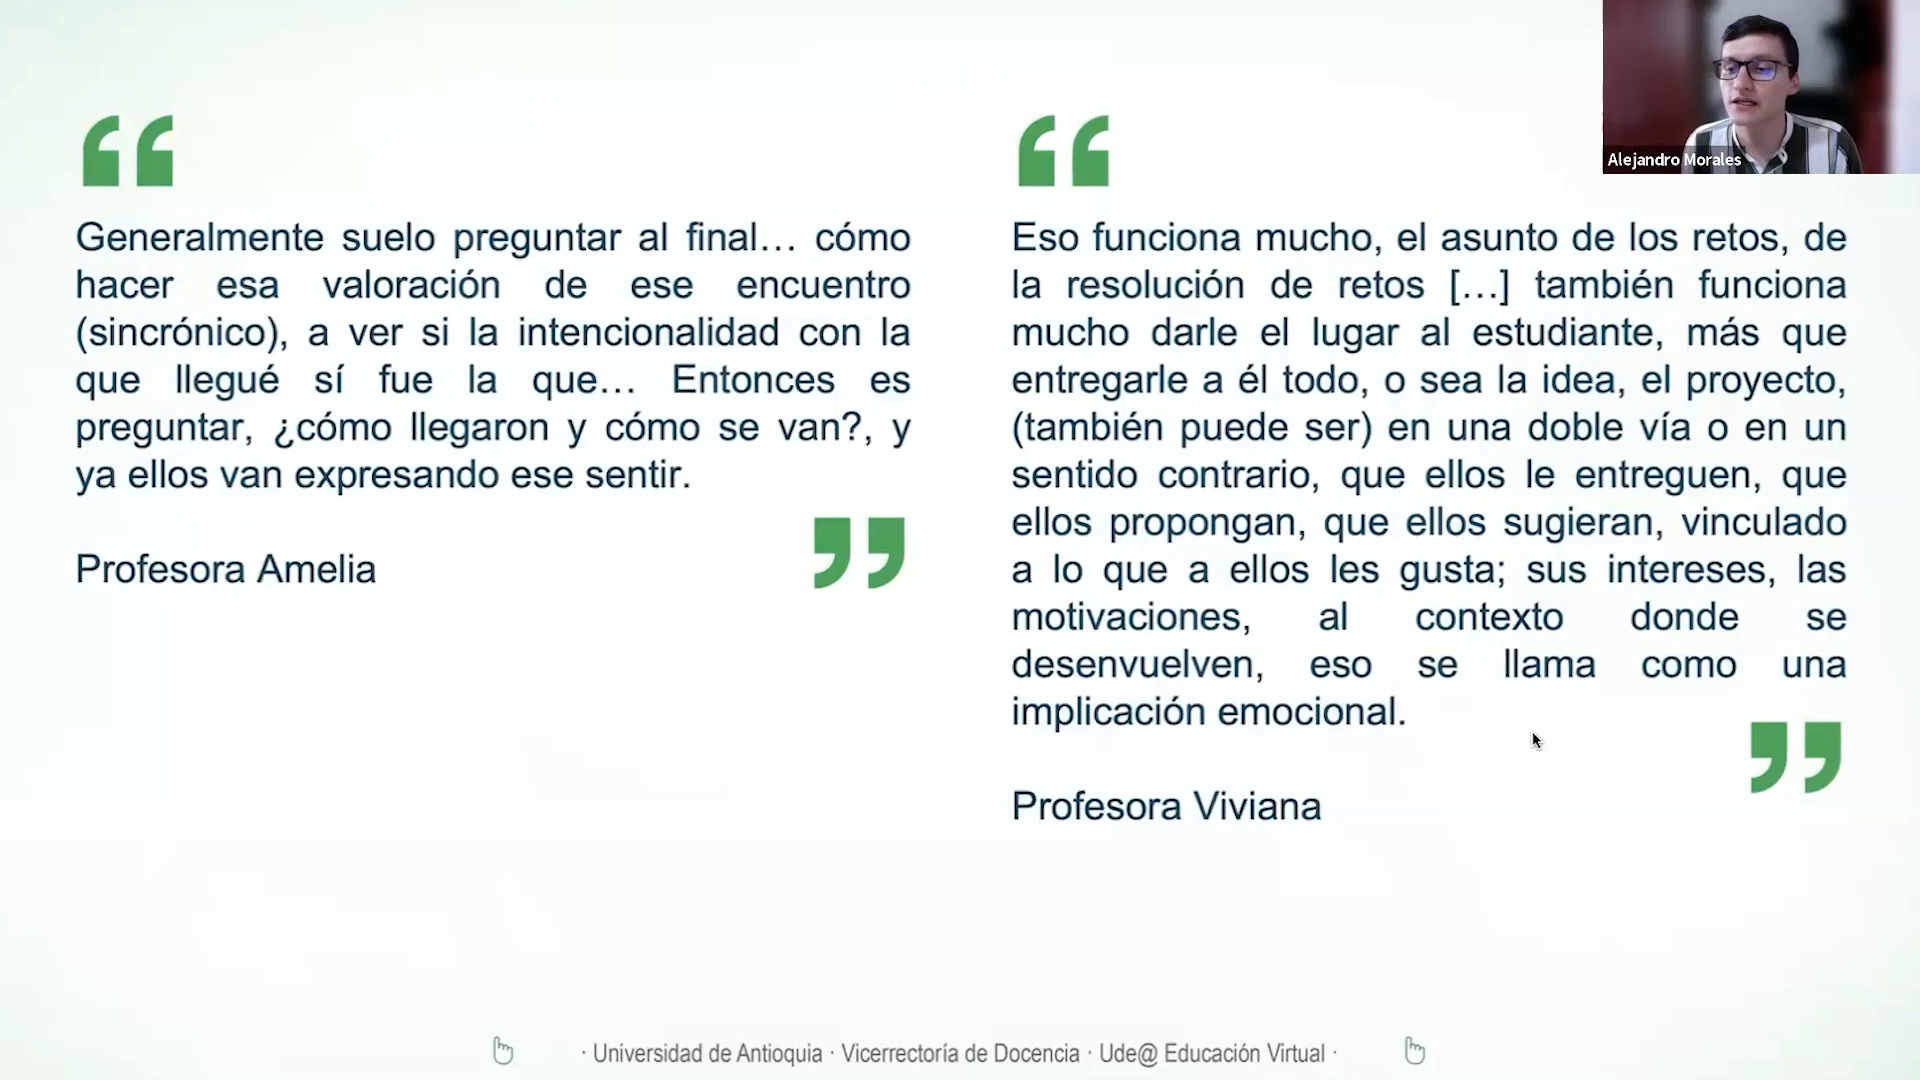 Alejandro Morales
“
Generalmente suelo preguntar al final… cómo
hacer esa valoración de ese encuentro
(sincrónico), a ver si la intencionalidad con la
que llegué sí fue la que… Entonces es
preguntar, ¿cómo llegaron y cómo se van?, y
ya ellos van expresando ese sentir.
”
Profesora Amelia
“
Eso funciona mucho, el asunto de los retos, de
la resolución de retos […] también funciona
mucho darle el lugar al estudiante, más que
entregarle a él todo, o sea la idea, el proyecto,
(también puede ser) en una doble vía o en un
sentido contrario, que ellos le entreguen, que
ellos propongan, que ellos sugieran, vinculado
a lo que a ellos les gusta; sus intereses, las
motivaciones, al contexto donde se
desenvuelven, eso se llama como una
implicación emocional.
”
Profesora Viviana
· Universidad de Antioquia · Vicerrectoría de Docencia · Ude@ Educación Virtual ·